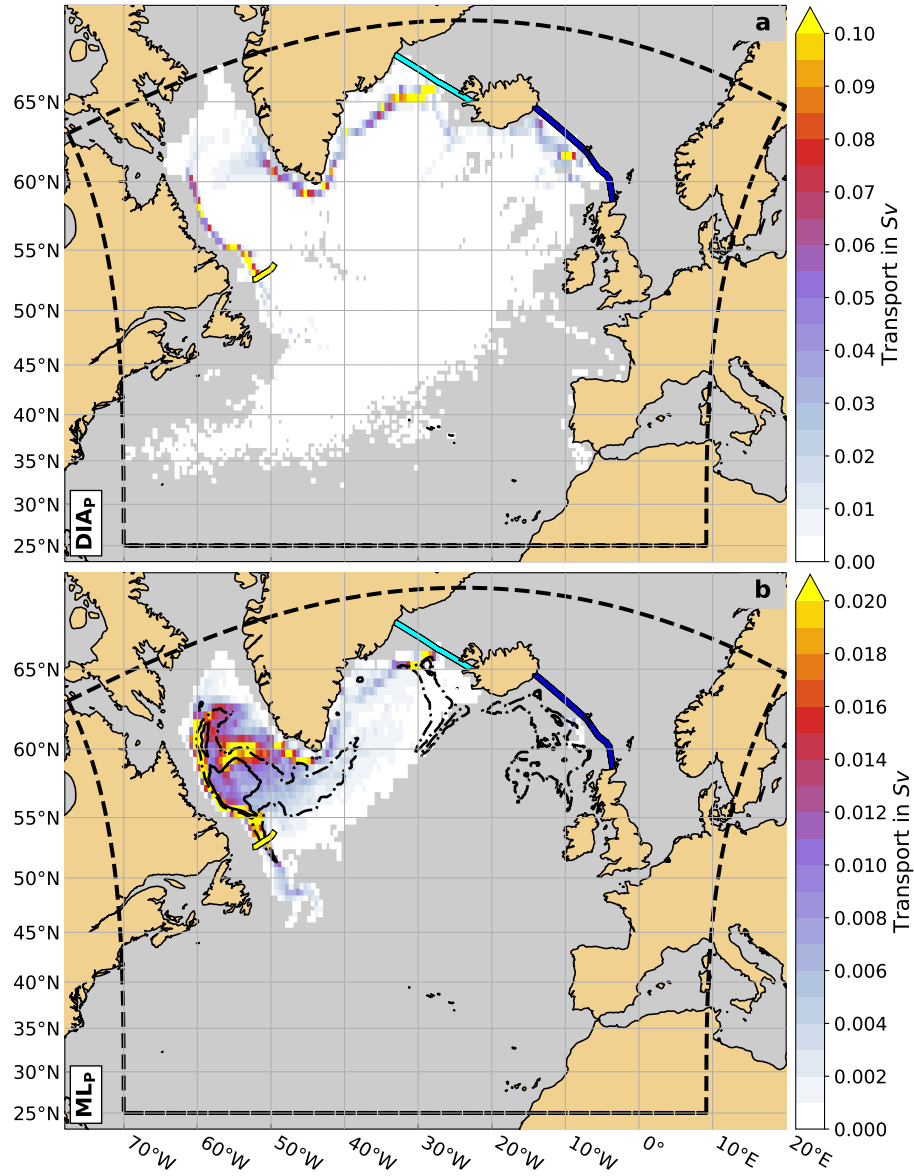 a
65°N
60°N
55°N
50°N
45°N
40°N
35°N
30°N
25°N
DIAP
0.10
0.09
0.08
0.07
0.06
0.05
0.04
0.03
0.02
0.01
0.00
Transport in Sv
b
65°N
60°N
55°N
50°N
45°N
40°N
35°N
30°N
25°N
MLP
0.020
0.018
0.016
0.014
0.012
0.010
0.008
0.006
0.004
0.002
0.000
Transport in Sv
70°W 60°W 50°W 40°W 30°W 20°W 10°W 0° 10°E 20°E